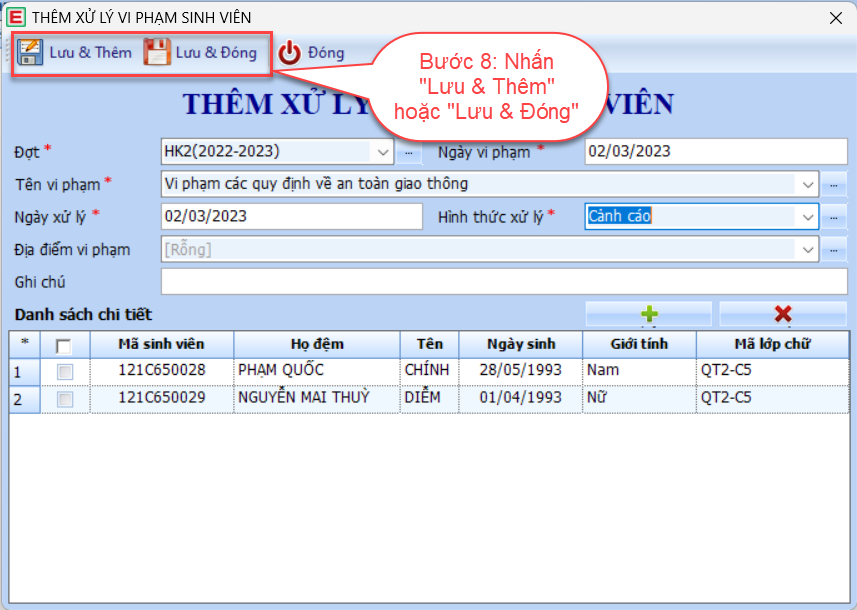 E THÊM XỬ LÝ VI PHẠM SINH VIÊN
Lưu & Thêm Lưu & Đóng Đóng
Bước 8: Nhấn
"Lưu & Thêm"
hoặc "Lưu & Đóng"
THÊM XỬ LÝ VIÊN
Đợt * HK2(2022-2023) ... Ngày vi phạm * 02/03/2023
Tên vi phạm * Vi phạm các quy định về an toàn giao thông ...
Ngày xử lý * 02/03/2023 Hình thức xử lý * Cảnh cáo ...
Địa điểm vi phạm [Rỗng] ...
Ghi chú
Danh sách chi tiết
* Mã sinh viên Họ đệm Tên Ngày sinh Giới tính Mã lớp chữ
1 121C650028 PHẠM QUỐC CHÍNH 28/05/1993 Nam QT2-C5
2 121C650029 NGUYỄN MAI THUỲ DIỄM 01/04/1993 Nữ QT2-C5